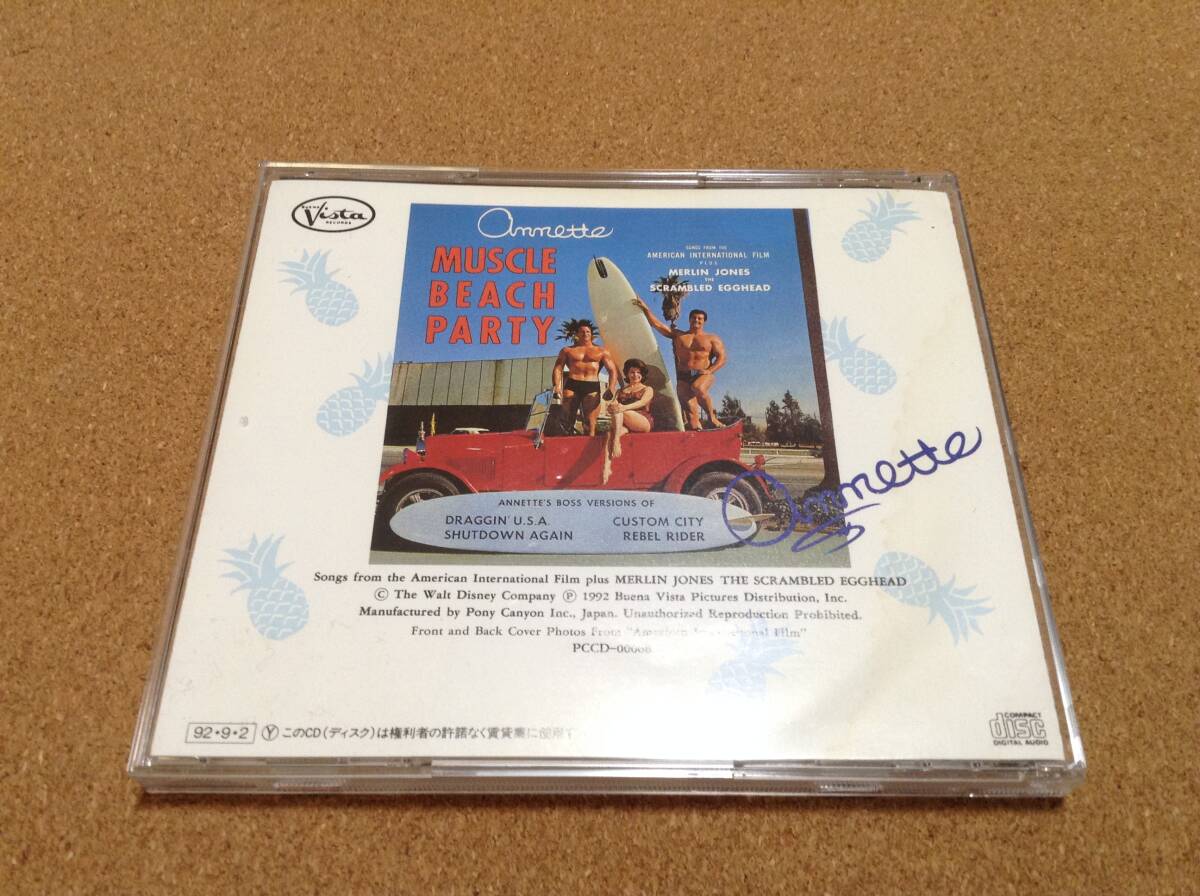 BUENA
Vista
RECORDS
Annette
MUSCLE
BEACH
PARTY
SONGS FROM THE
AMERICAN INTERNATIONAL FILM
PLUS
MERLIN JONES
THE
SCRAMBLED EGGHEAD
ANNETTE'S BOSS VERSIONS OF
DRAGGIN' U.S.A. CUSTOM CITY
SHUTDOWN AGAIN REBEL RIDER
Annette
Songs from the American International Film plus MERLIN JONES THE SCRAMBLED EGGHEAD
© The Walt Disney Company Ⓟ 1992 Buena Vista Pictures Distribution, Inc.
Manufactured by Pony Canyon Inc., Japan. Unauthorized Reproduction Prohibited.
Front and Back Cover Photos From "American International Film"
92・9・2 Ⓨ このCD(ディスク)は権利者の許諾なく賃貸業に使用す
COMPACT
disc
DIGITAL AUDIO